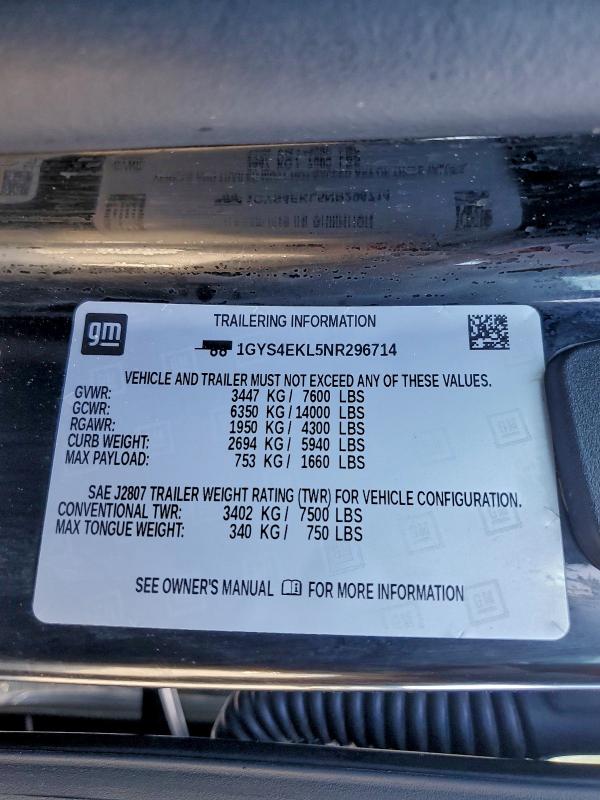 gm
TRAILERING INFORMATION
1GYS4EKL5NR296714
VEHICLE AND TRAILER MUST NOT EXCEED ANY OF THESE VALUES.
GVWR: 3447 KG / 7600 LBS
GCWR: 6350 KG / 14000 LBS
RGAWR: 1950 KG / 4300 LBS
CURB WEIGHT: 2694 KG / 5940 LBS
MAX PAYLOAD: 753 KG / 1660 LBS
SAE J2807 TRAILER WEIGHT RATING (TWR) FOR VEHICLE CONFIGURATION.
CONVENTIONAL TWR: 3402 KG / 7500 LBS
MAX TONGUE WEIGHT: 340 KG / 750 LBS
SEE OWNER'S MANUAL FOR MORE INFORMATION